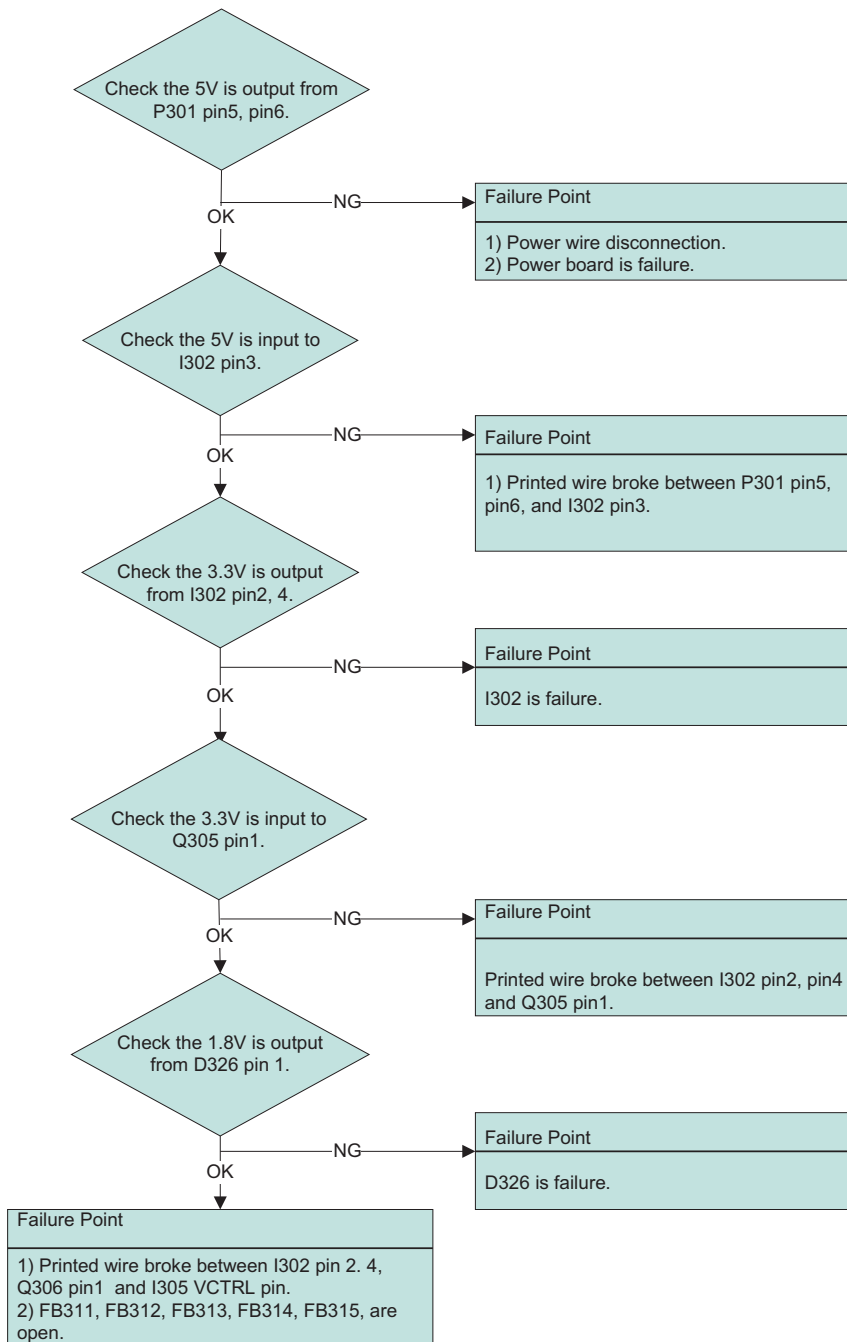 Check the 5V is output from
P301 pin5, pin6.
NG
OK
Failure Point
1) Power wire disconnection.
2) Power board is failure.
Check the 5V is input to
I302 pin3.
NG
OK
Failure Point
1) Printed wire broke between P301 pin5,
pin6, and I302 pin3.
Check the 3.3V is output
from I302 pin2, 4.
NG
OK
Failure Point
I302 is failure.
Check the 3.3V is input to
Q305 pin1.
NG
OK
Failure Point
Printed wire broke between I302 pin2, pin4
and Q305 pin1.
Check the 1.8V is output
from D326 pin 1.
NG
OK
Failure Point
D326 is failure.
Failure Point
1) Printed wire broke between I302 pin 2. 4,
Q306 pin1 and I305 VCTRL pin.
2) FB311, FB312, FB313, FB314, FB315, are
open.